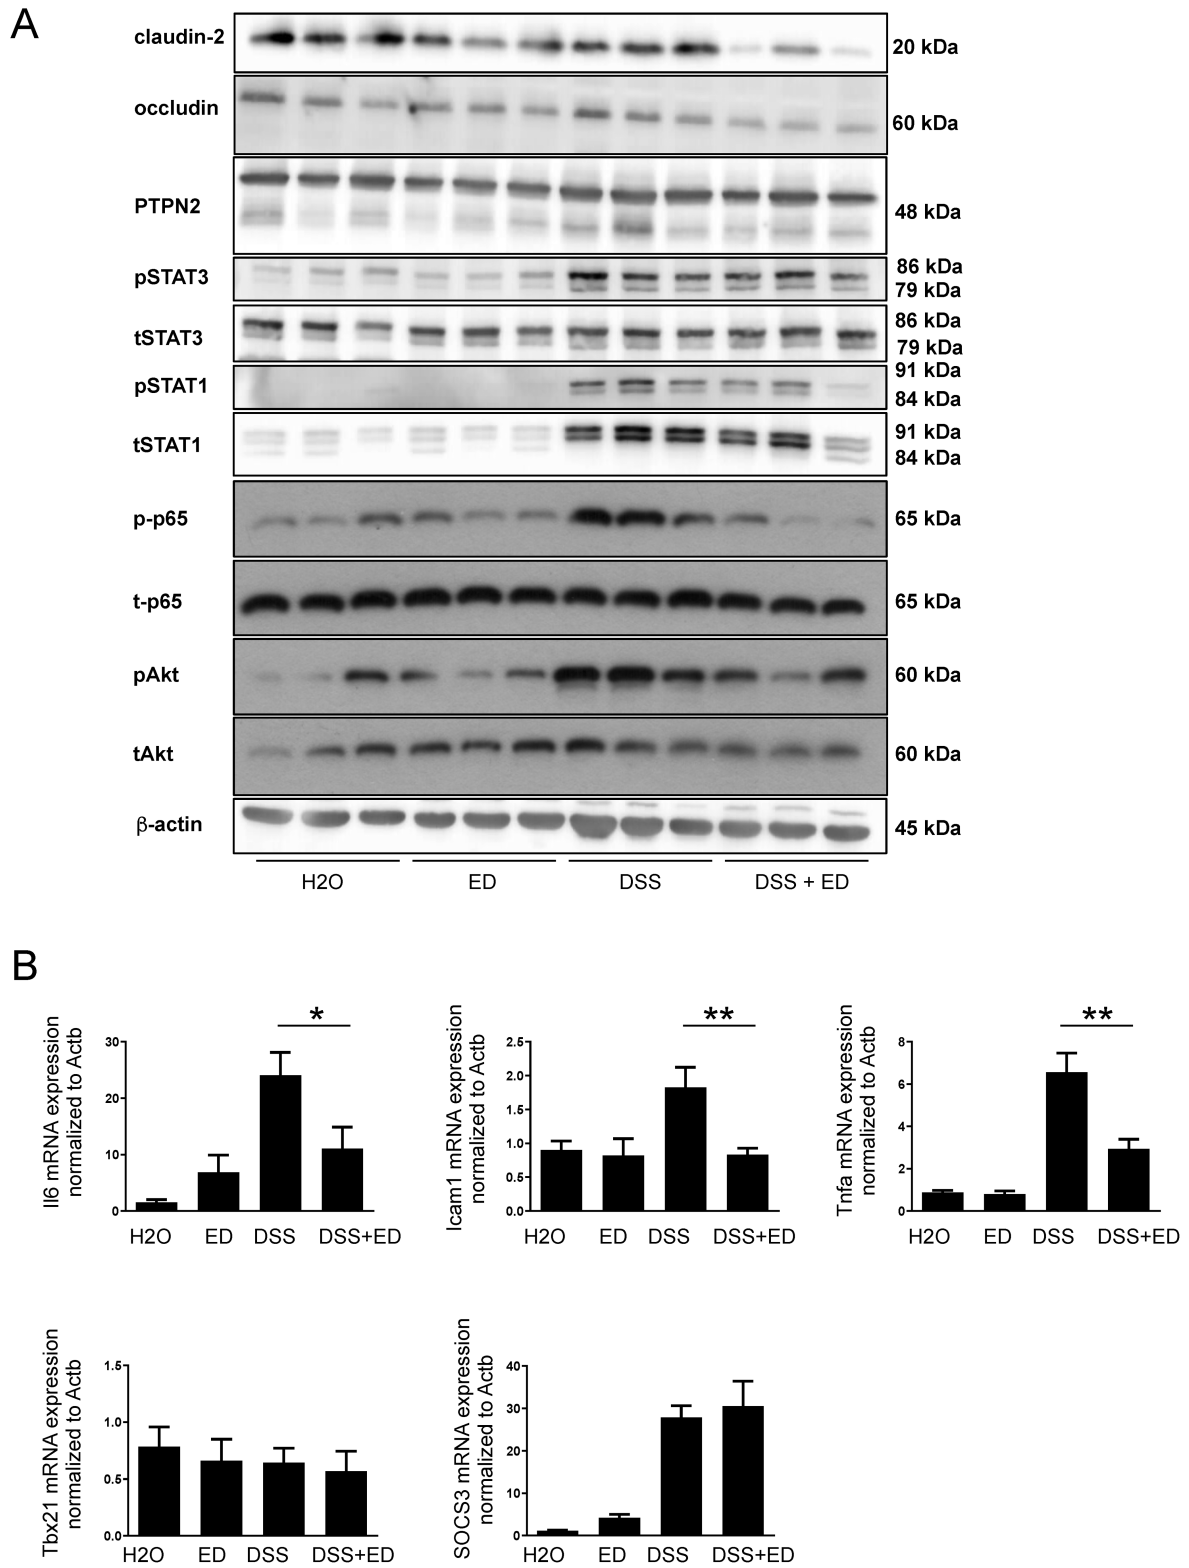 A
claudin-2 20 kDa
occludin 60 kDa
PTPN2 48 kDa
pSTAT3 86 kDa
79 kDa
tSTAT3 86 kDa
79 kDa
pSTAT1 91 kDa
84 kDa
tSTAT1 91 kDa
84 kDa
p-p65 65 kDa
t-p65 65 kDa
pAkt 60 kDa
tAkt 60 kDa
β-actin 45 kDa
H2O ED DSS DSS + ED
B
Il6 mRNA expression
normalized to Actb
30
20
10
0
*
H2O ED DSS DSS+ED
Icam1 mRNA expression
normalized to Actb
2.5
2.0
1.5
1.0
0.5
0.0
**
H2O ED DSS DSS+ED
Tnfa mRNA expression
normalized to Actb
8
6
4
2
0
**
H2O ED DSS DSS+ED
Tbx21 mRNA expression
normalized to Actb
1.5
1.0
0.5
0.0
H2O ED DSS DSS+ED
SOCS3 mRNA expression
normalized to Actb
40
30
20
10
0
H2O ED DSS DSS+ED